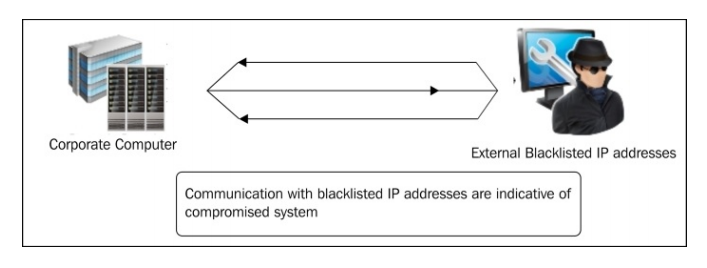 Corporate Computer
External Blacklisted IP addresses
Communication with blacklisted IP addresses are indicative of
compromised system